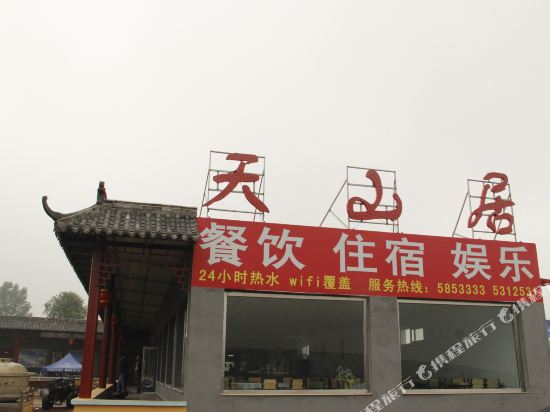 天山居
餐饮 住宿 娱乐
24小时热水 wifi覆盖 服务热线：5853333 531253
携程旅行